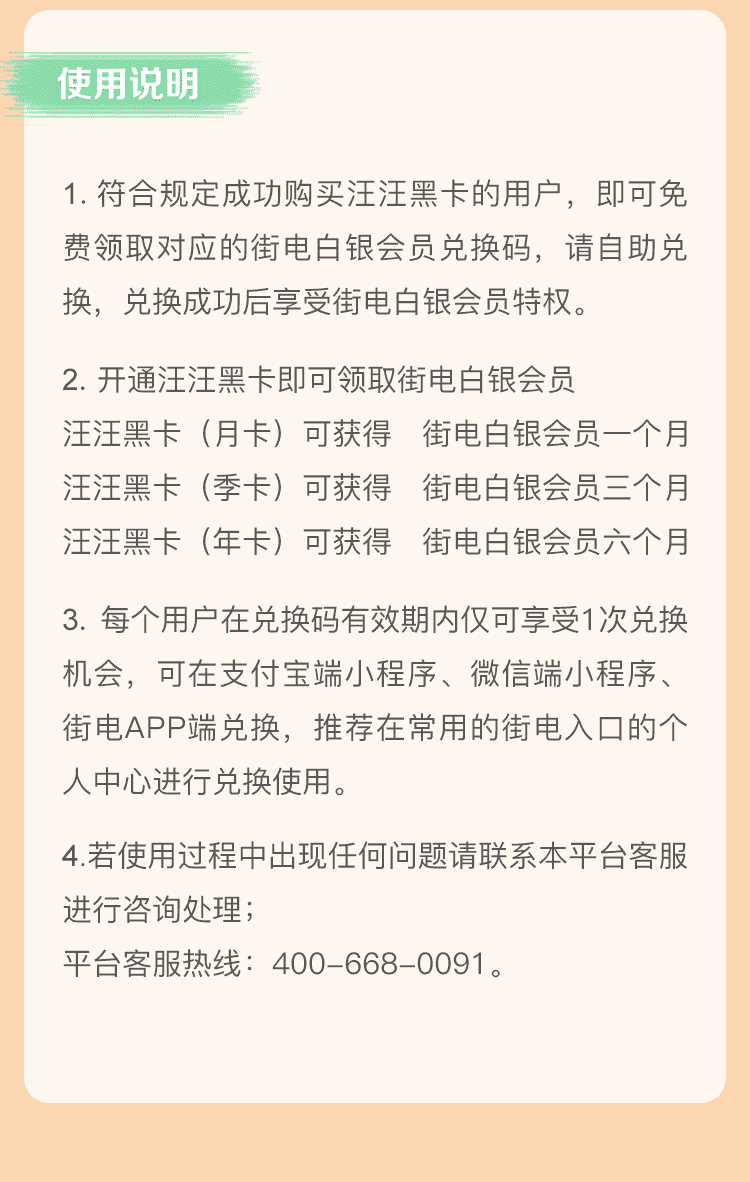 使用说明
1. 符合规定成功购买汪汪黑卡的用户，即可免
费领取对应的街电白银会员兑换码，请自助兑
换，兑换成功后享受街电白银会员特权。
2. 开通汪汪黑卡即可领取街电白银会员
汪汪黑卡（月卡）可获得　街电白银会员一个月
汪汪黑卡（季卡）可获得　街电白银会员三个月
汪汪黑卡（年卡）可获得　街电白银会员六个月
3. 每个用户在兑换码有效期内仅可享受1次兑换
机会，可在支付宝端小程序、微信端小程序、
街电APP端兑换，推荐在常用的街电入口的个
人中心进行兑换使用。
4.若使用过程中出现任何问题请联系本平台客服
进行咨询处理；
平台客服热线：400-668-0091。